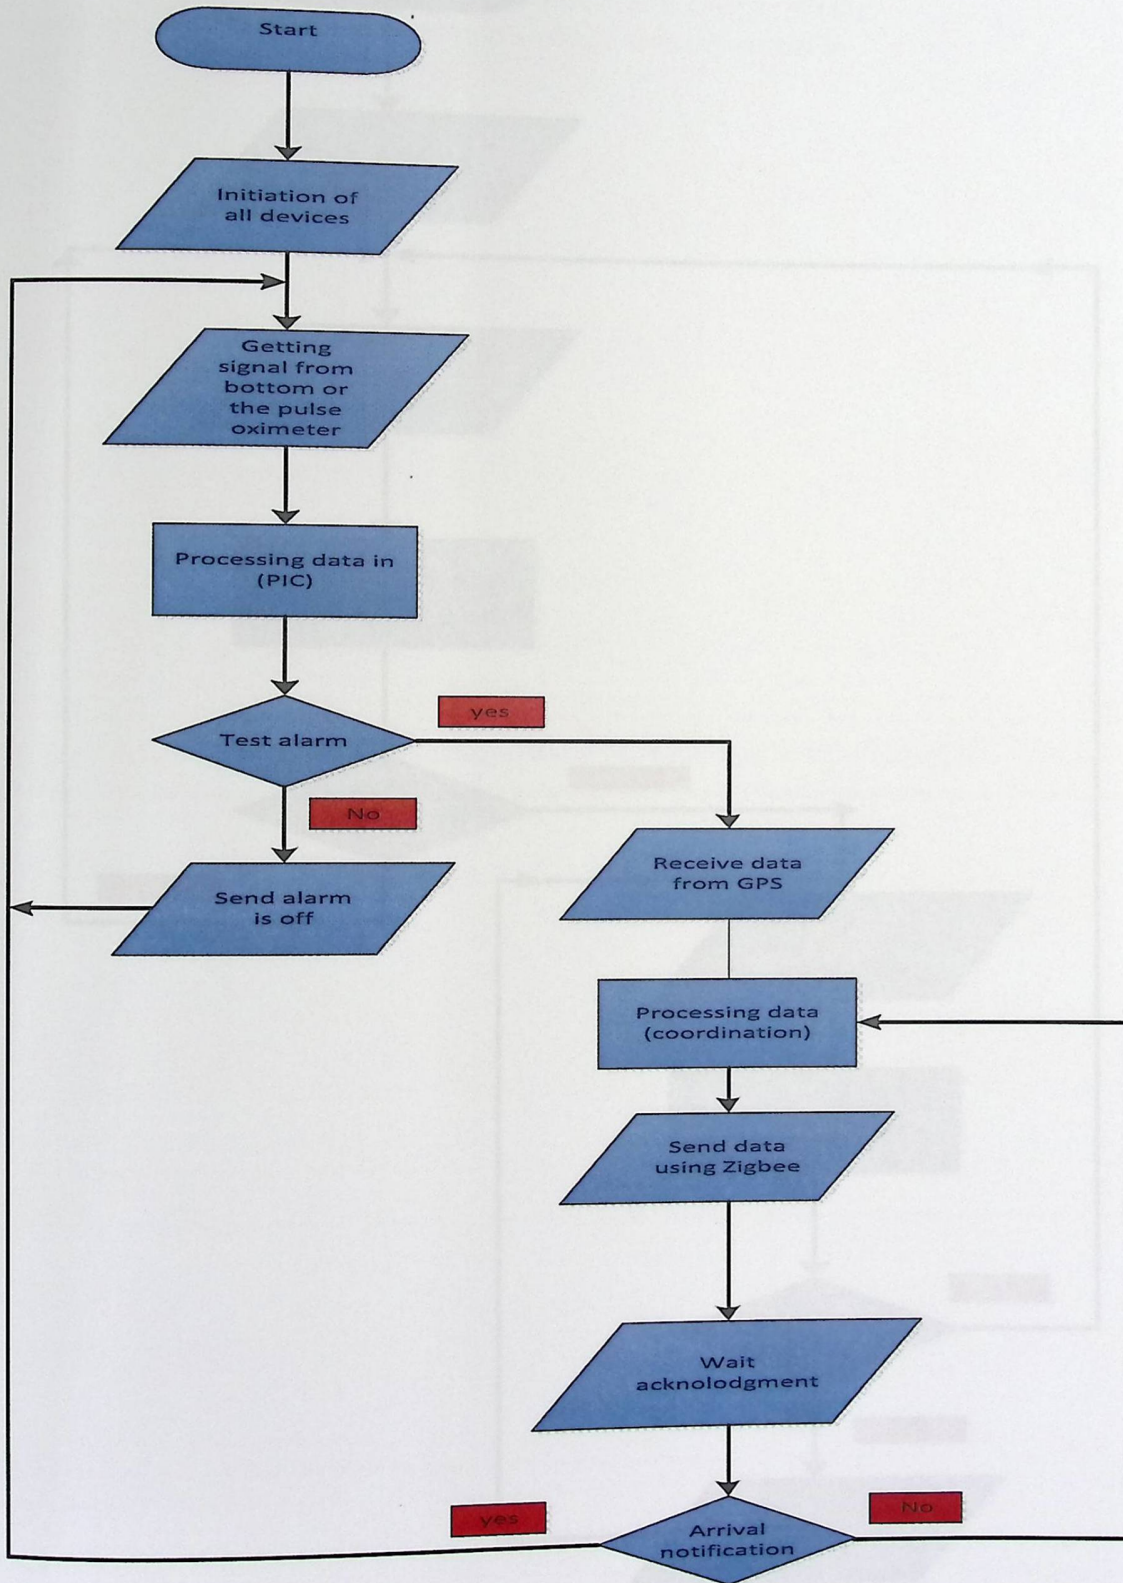 Start
Initiation of
all devices
Getting
signal from
bottom or
the pulse
oximeter
Processing data in
(PIC)
Test alarm
yes
No
Send alarm
is off
Receive data
from GPS
Processing data
(coordination)
Send data
using Zigbee
Wait
acknolodgment
Arrival
notification
yes
No